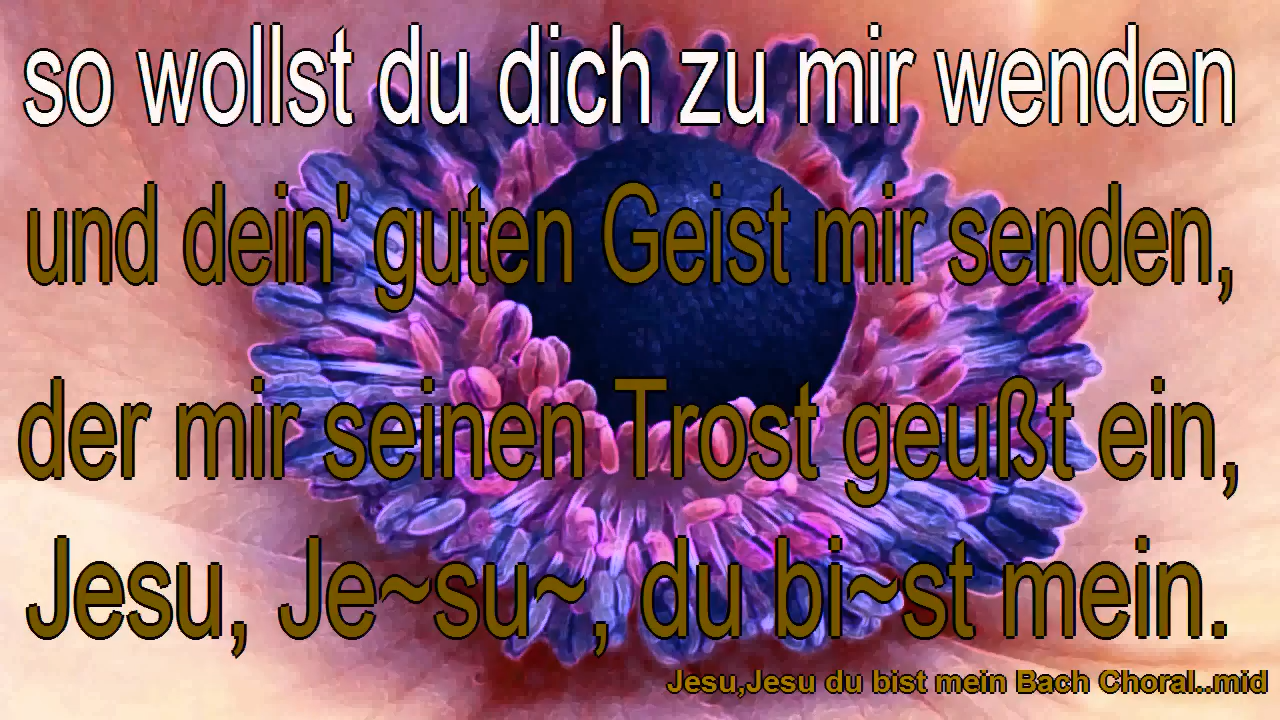 so wollst du dich zu mir wenden
und dein' guten Geist mir senden,
der mir seinen Trost geußt ein,
Jesu, Je~su~ , du bi~st mein.
Jesu,Jesu du bist mein Bach Choral..mid